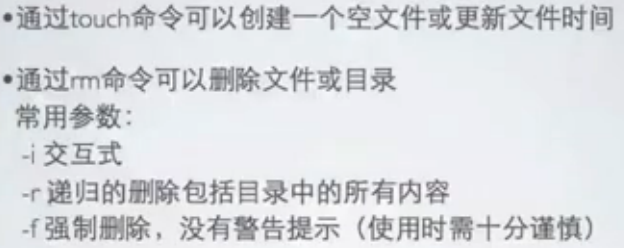 •通过touch命令可以创建一个空文件或更新文件时间
•通过rm命令可以删除文件或目录
常用参数：
-i 交互式
-r 递归的删除包括目录中的所有内容
-f 强制删除，没有警告提示（使用时需十分谨慎）